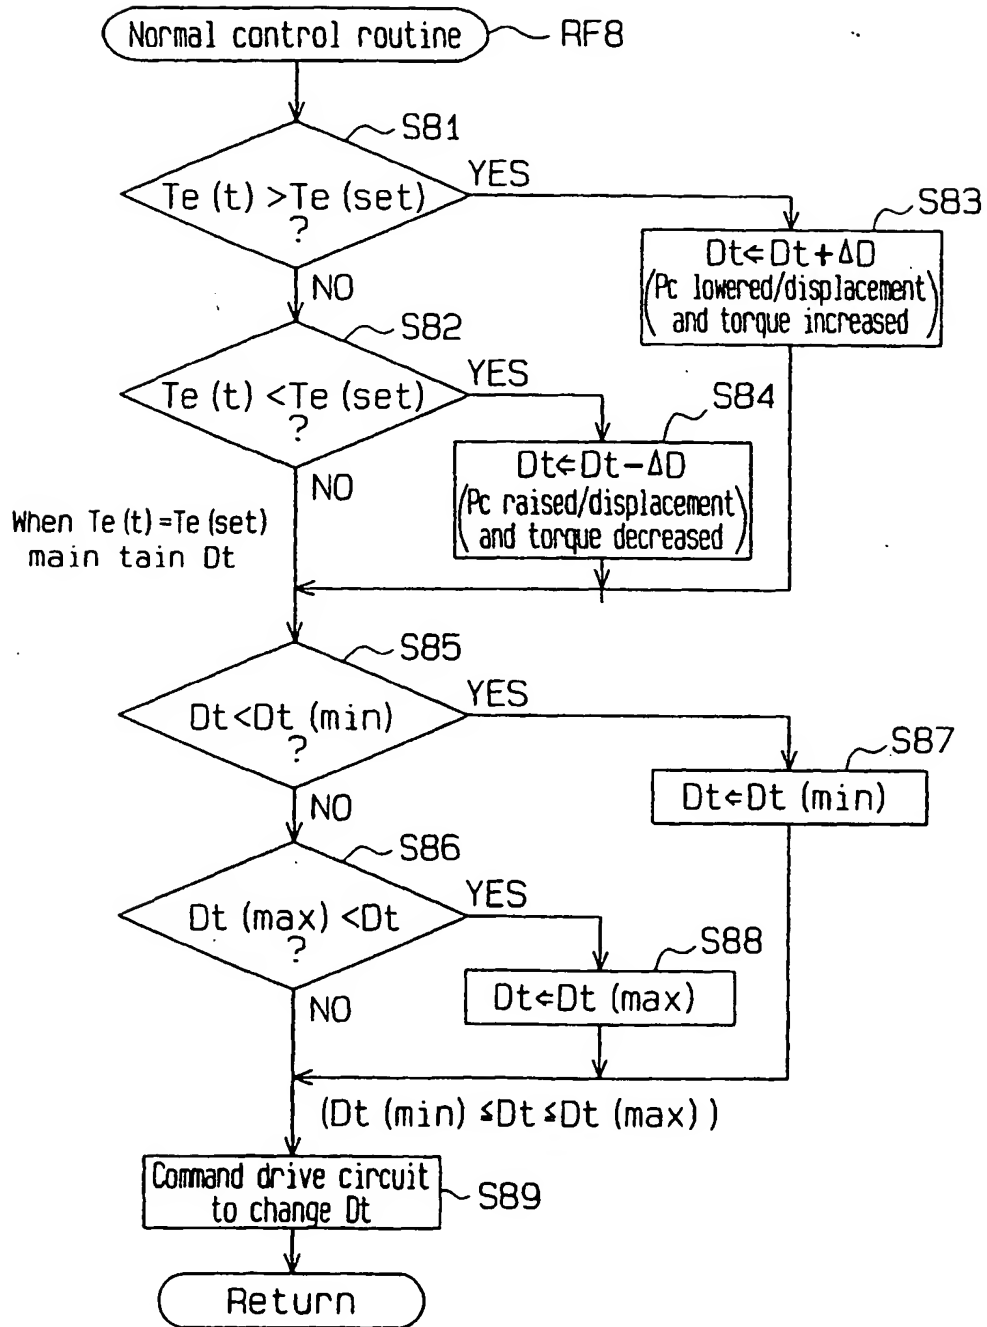 Normal control routine
RF8
S81
Te (t) >Te (set)
?
YES
NO
S83
Dt⇐Dt+ΔD
(Pc lowered/displacement
and torque increased)
S82
Te (t) <Te (set)
?
YES
NO
S84
Dt⇐Dt−ΔD
(Pc raised/displacement
and torque decreased)
When Te (t) =Te (set)
main tain Dt
S85
Dt<Dt (min)
?
YES
NO
S87
Dt⇐Dt (min)
S86
Dt (max) <Dt
?
YES
NO
S88
Dt⇐Dt (max)
(Dt (min) ≦Dt ≦Dt (max) )
Command drive circuit
to change Dt
S89
Return